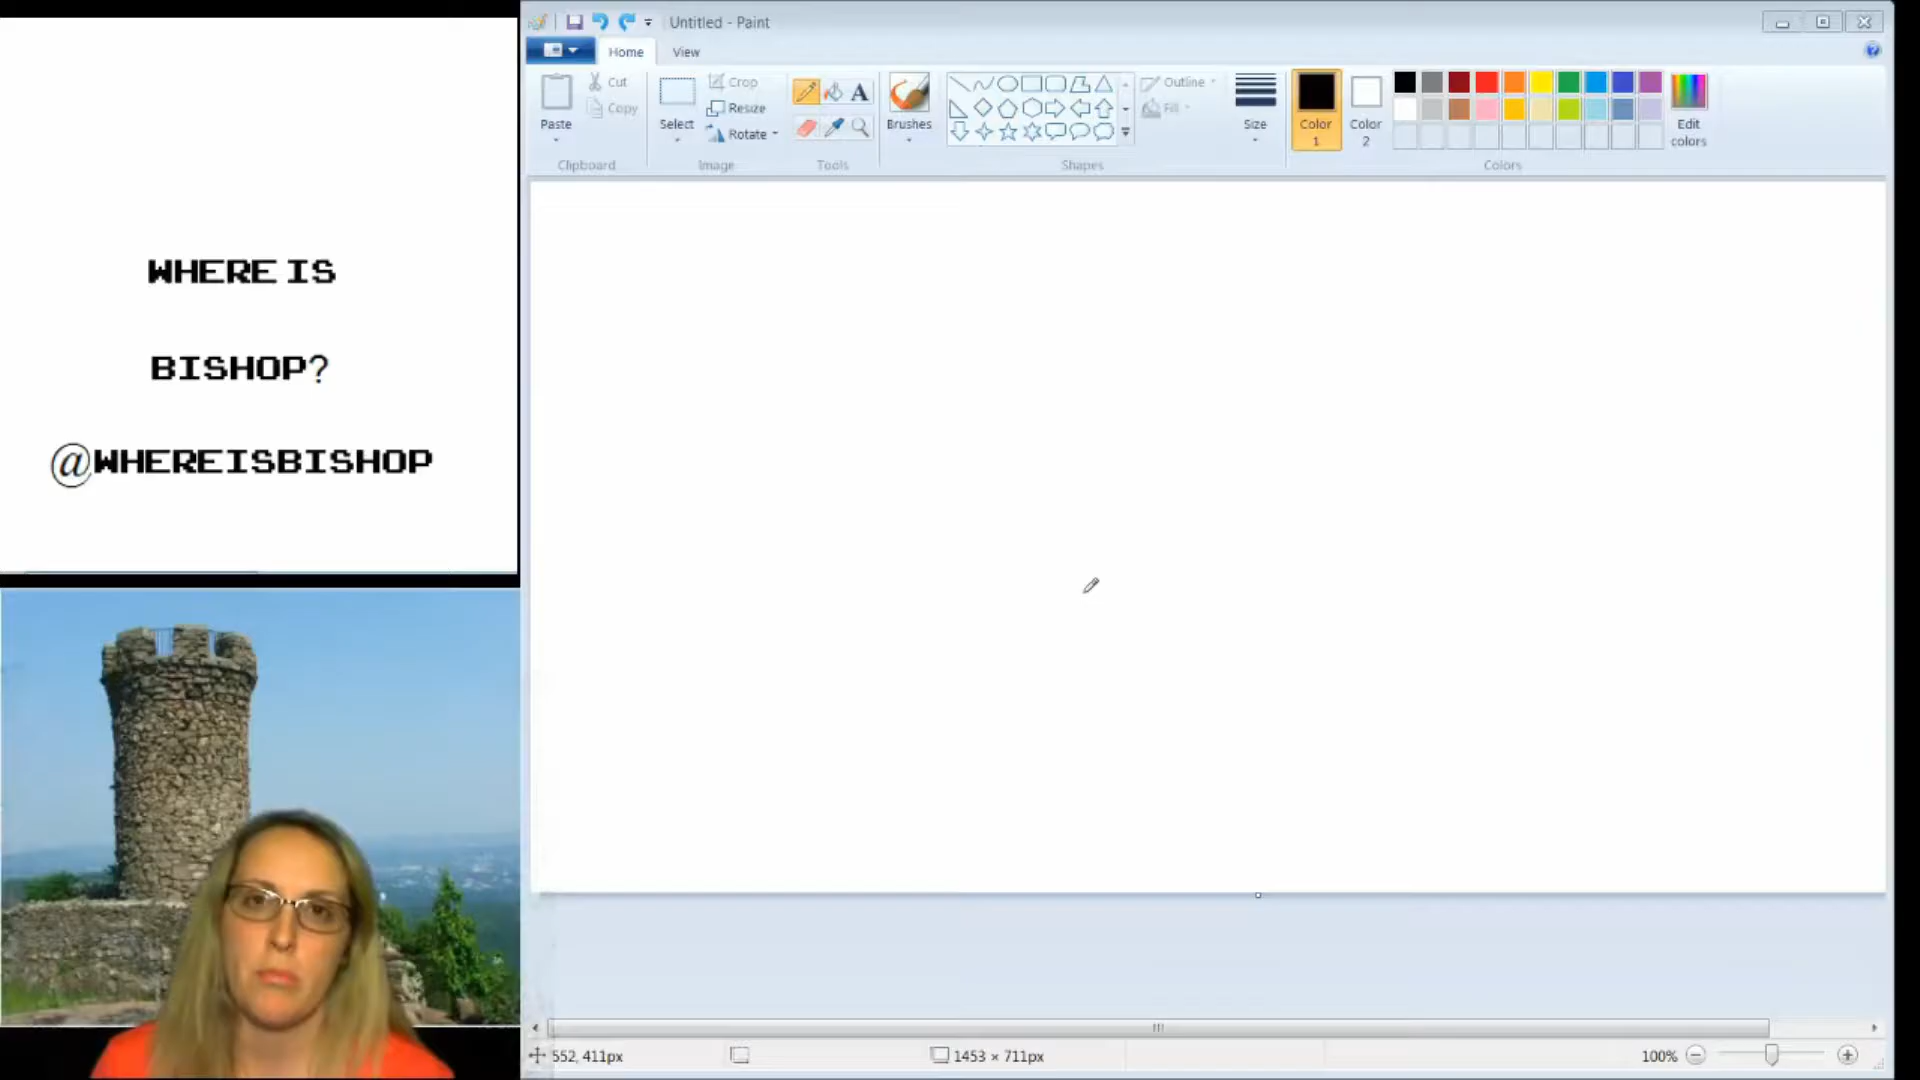 WHERE IS
BISHOP?
@WHEREISBISHOP
Untitled - Paint
Home View
Cut
Copy
Paste
Clipboard
Crop
Resize
Rotate
Select
Image
A
Tools
Brushes
Outline
Fill
Shapes
Size
Color 1
Color 2
Edit colors
Colors
552, 411px
1453 × 711px
100%